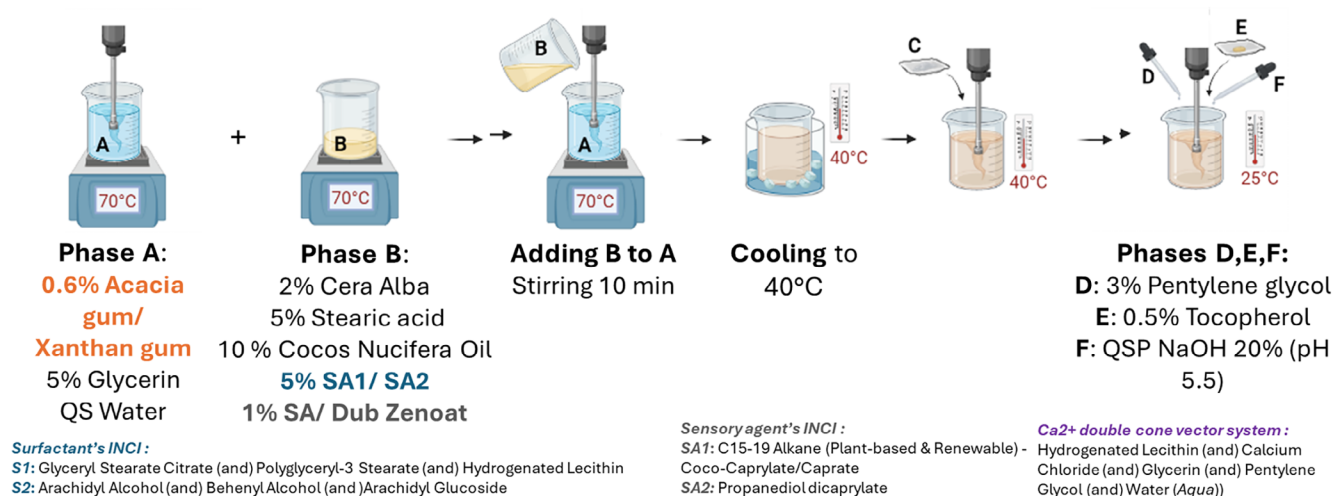 A
70°C
+
B
70°C
B
A
70°C
40°C
C
40°C
D
E
F
25°C
Phase A:
0.6% Acacia
gum/
Xanthan gum
5% Glycerin
QS Water
Phase B:
2% Cera Alba
5% Stearic acid
10 % Cocos Nucifera Oil
5% SA1/ SA2
1% SA/ Dub Zenoat
Adding B to A
Stirring 10 min
Cooling to
40°C
Phases D,E,F:
D: 3% Pentylene glycol
E: 0.5% Tocopherol
F: QSP NaOH 20% (pH
5.5)
Surfactant's INCI :
S1: Glyceryl Stearate Citrate (and) Polyglyceryl-3 Stearate (and) Hydrogenated Lecithin
S2: Arachidyl Alcohol (and) Behenyl Alcohol (and )Arachidyl Glucoside
Sensory agent's INCI :
SA1: C15-19 Alkane (Plant-based & Renewable) -
Coco-Caprylate/Caprate
SA2: Propanediol dicaprylate
Ca2+ double cone vector system :
Hydrogenated Lecithin (and) Calcium
Chloride (and) Glycerin (and) Pentylene
Glycol (and) Water (Aqua))